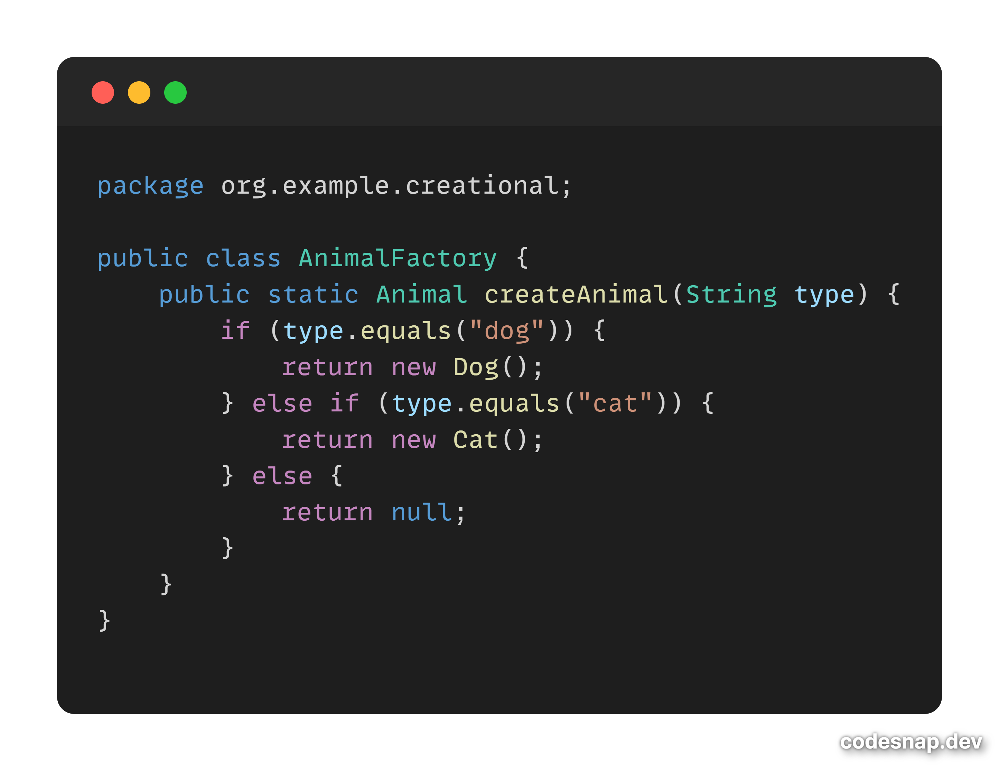 package org.example.creational;
public class AnimalFactory {
    public static Animal createAnimal(String type) {
        if (type.equals("dog")) {
            return new Dog();
        } else if (type.equals("cat")) {
            return new Cat();
        } else {
            return null;
        }
    }
}
codesnap.dev